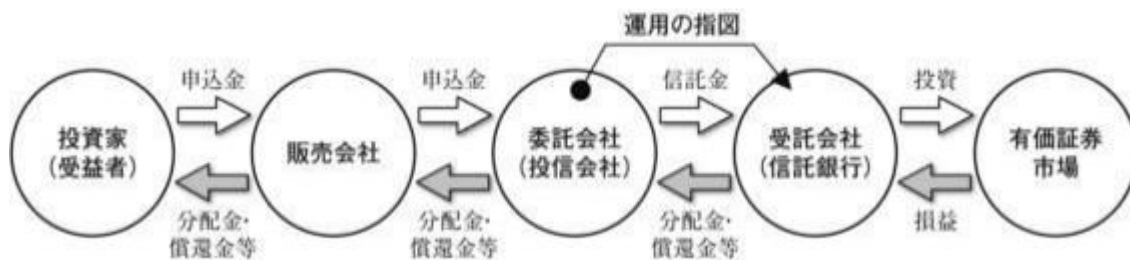 運用の指図
申込金
申込金
信託金
投資
投資家
(受益者)
販売会社
委託会社
(投信会社)
受託会社
(信託銀行)
有価証券
市場
分配金・
償還金等
分配金・
償還金等
分配金・
償還金等
損益